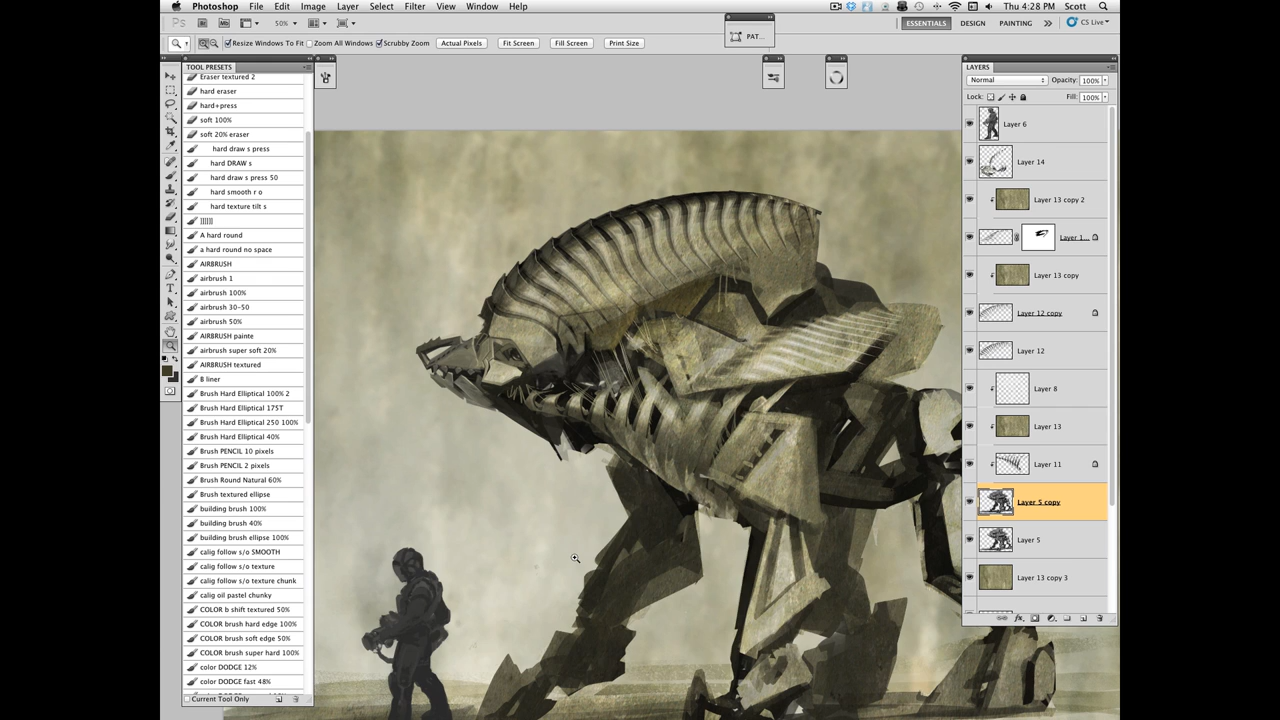 Photoshop File Edit Image Layer Select Filter View Window Help
Thu 4:28 PM Scott
Ps Br Mb 50% ESSENTIALS DESIGN PAINTING CS Live
PAT...
Resize Windows To Fit Zoom All Windows Scrubby Zoom Actual Pixels Fit Screen Fill Screen Print Size
TOOL PRESETS
Eraser textured 2
hard eraser
hard+press
soft 100%
soft 20% eraser
hard draw s press
hard DRAW s
hard draw s press 50
hard smooth r o
hard texture tilt s
]]]]]]
A hard round
a hard round no space
AIRBRUSH
airbrush 1
airbrush 100%
airbrush 30-50
airbrush 50%
AIRBRUSH painte
airbrush super soft 20%
AIRBRUSH textured
B liner
Brush Hard Elliptical 100% 2
Brush Hard Elliptical 175T
Brush Hard Elliptical 250 100%
Brush Hard Elliptical 40%
Brush PENCIL 10 pixels
Brush PENCIL 2 pixels
Brush Round Natural 60%
Brush textured ellipse
building brush 100%
building brush 40%
building brush ellipse 100%
calig follow s/o SMOOTH
calig follow s/o texture
calig follow s/o texture chunk
calig oil pastel chunky
COLOR b shift textured 50%
COLOR brush hard edge 100%
COLOR brush soft edge 50%
COLOR brush super hard 100%
color DODGE 12%
color DODGE fast 48%
Current Tool Only
LAYERS
Normal Opacity: 100%
Lock: Fill: 100%
Layer 6
Layer 14
Layer 13 copy 2
Layer 1...
Layer 13 copy
Layer 12 copy
Layer 12
Layer 8
Layer 13
Layer 11
Layer 5 copy
Layer 5
Layer 13 copy 3
fx